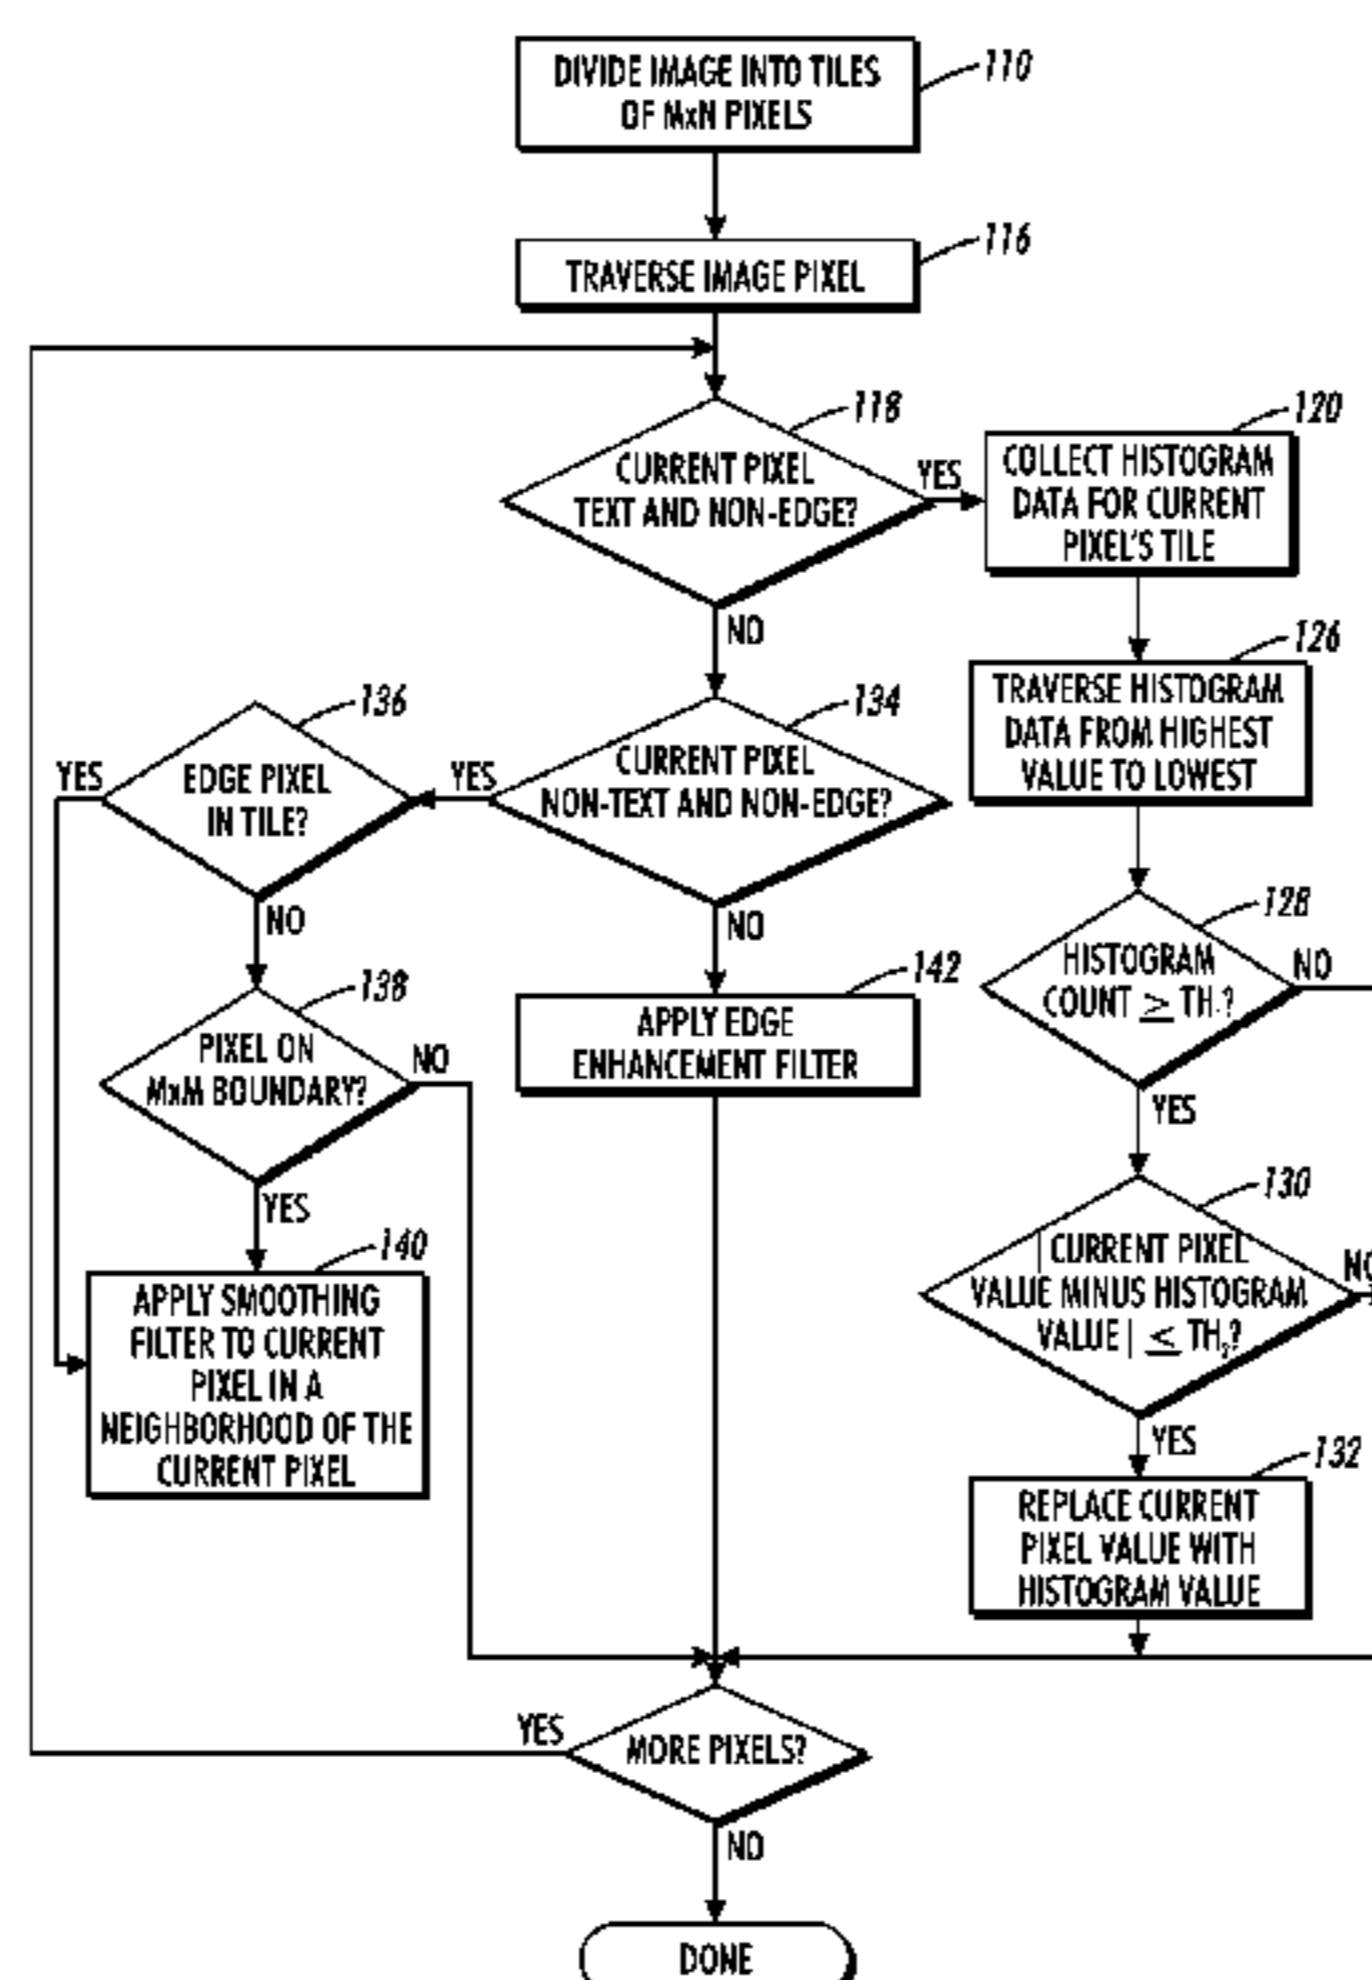 DIVIDE IMAGE INTO TILES
OF MxN PIXELS
110
TRAVERSE IMAGE PIXEL
116
CURRENT PIXEL
TEXT AND NON-EDGE?
118
YES
NO
COLLECT HISTOGRAM
DATA FOR CURRENT
PIXEL'S TILE
120
TRAVERSE HISTOGRAM
DATA FROM HIGHEST
VALUE TO LOWEST
126
CURRENT PIXEL
NON-TEXT AND NON-EDGE?
134
YES
NO
EDGE PIXEL
IN TILE?
136
YES
NO
HISTOGRAM
COUNT ≥ TH₁?
128
NO
YES
PIXEL ON
MxM BOUNDARY?
138
NO
YES
APPLY EDGE
ENHANCEMENT FILTER
142
| CURRENT PIXEL
VALUE MINUS HISTOGRAM
VALUE | ≤ TH₂?
130
NO
YES
APPLY SMOOTHING
FILTER TO CURRENT
PIXEL IN A
NEIGHBORHOOD OF THE
CURRENT PIXEL
140
REPLACE CURRENT
PIXEL VALUE WITH
HISTOGRAM VALUE
132
MORE PIXELS?
YES
NO
DONE